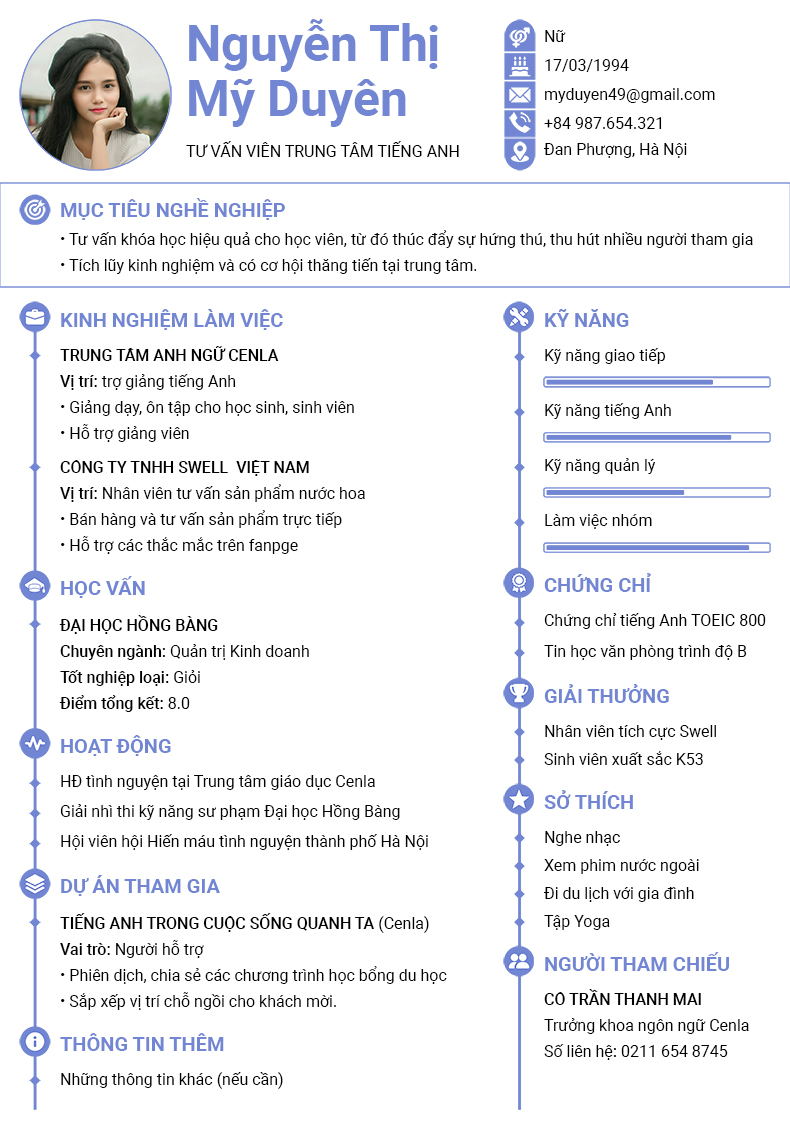 Nguyễn Thị
Mỹ Duyên
TƯ VẤN VIÊN TRUNG TÂM TIẾNG ANH
Nữ
17/03/1994
myduyen49@gmail.com
+84 987.654.321
Đan Phượng, Hà Nội
MỤC TIÊU NGHỀ NGHIỆP
• Tư vấn khóa học hiệu quả cho học viên, từ đó thúc đẩy sự hứng thú, thu hút nhiều người tham gia
• Tích lũy kinh nghiệm và có cơ hội thăng tiến tại trung tâm.
KINH NGHIỆM LÀM VIỆC
TRUNG TÂM ANH NGỮ CENLA
Vị trí: trợ giảng tiếng Anh
• Giảng dạy, ôn tập cho học sinh, sinh viên
• Hỗ trợ giảng viên
CÔNG TY TNHH SWELL  VIỆT NAM
Vị trí: Nhân viên tư vấn sản phẩm nước hoa
• Bán hàng và tư vấn sản phẩm trực tiếp
• Hỗ trợ các thắc mắc trên fanpge
HỌC VẤN
ĐẠI HỌC HỒNG BÀNG
Chuyên ngành: Quản trị Kinh doanh
Tốt nghiệp loại: Giỏi
Điểm tổng kết: 8.0
HOẠT ĐỘNG
HĐ tình nguyện tại Trung tâm giáo dục Cenla
Giải nhì thi kỹ năng sư phạm Đại học Hồng Bàng
Hội viên hội Hiến máu tình nguyện thành phố Hà Nội
DỰ ÁN THAM GIA
TIẾNG ANH TRONG CUỘC SỐNG QUANH TA (Cenla)
Vai trò: Người hỗ trợ
• Phiên dịch, chia sẻ các chương trình học bổng du học
• Sắp xếp vị trí chỗ ngồi cho khách mời.
THÔNG TIN THÊM
Những thông tin khác (nếu cần)
KỸ NĂNG
Kỹ năng giao tiếp
Kỹ năng tiếng Anh
Kỹ năng quản lý
Làm việc nhóm
CHỨNG CHỈ
Chứng chỉ tiếng Anh TOEIC 800
Tin học văn phòng trình độ B
GIẢI THƯỞNG
Nhân viên tích cực Swell
Sinh viên xuất sắc K53
SỞ THÍCH
Nghe nhạc
Xem phim nước ngoài
Đi du lịch với gia đình
Tập Yoga
NGƯỜI THAM CHIẾU
CÔ TRẦN THANH MAI
Trưởng khoa ngôn ngữ Cenla
Số liên hệ: 0211 654 8745